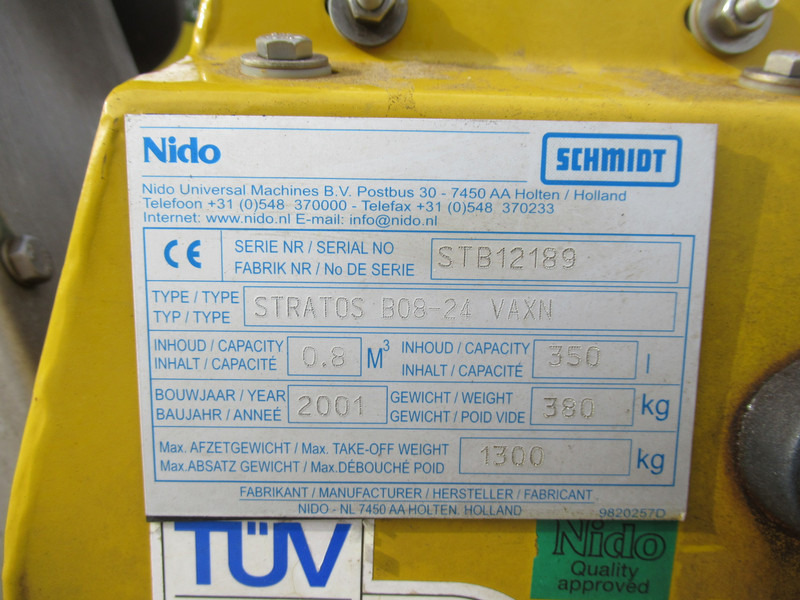 Nido
SCHMIDT
Nido Universal Machines B.V. Postbus 30 - 7450 AA Holten / Holland
Telefoon +31 (0)548 370000 - Telefax +31 (0)548 370233
Internet: www.nido.nl E-mail: info@nido.nl
CE
SERIE NR / SERIAL NO
FABRIK NR / No DE SERIE
STB12189
TYPE / TYPE
TYP / TYPE
STRATOS B08-24 VAXN
INHOUD / CAPACITY
INHALT / CAPACITÉ
0.8 M3
INHOUD / CAPACITY
INHALT / CAPACITÉ
350 l
BOUWJAAR / YEAR
BAUJAHR / ANNEÉ
2001
GEWICHT / WEIGHT
GEWICHT / POID VIDE
380 kg
Max. AFZETGEWICHT / Max. TAKE-OFF WEIGHT
Max. ABSATZ GEWICHT / Max. DÉBOUCHÉ POID
1300 kg
FABRIKANT / MANUFACTURER / HERSTELLER / FABRICANT
NIDO - NL 7450 AA HOLTEN. HOLLAND
9820257D
TÜV
Nido
Quality
approved